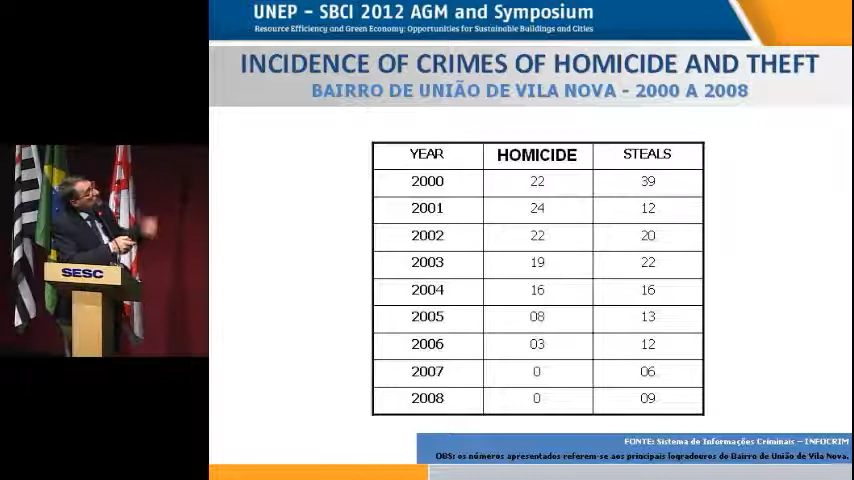 UNEP – SBCI 2012 AGM and Symposium
Resource Efficiency and Green Economy: Opportunities for Sustainable Buildings and Cities
INCIDENCE OF CRIMES OF HOMICIDE AND THEFT
BAIRRO DE UNIÃO DE VILA NOVA - 2000 A 2008
YEAR HOMICIDE STEALS
2000 22 39
2001 24 12
2002 22 20
2003 19 22
2004 16 16
2005 08 13
2006 03 12
2007 0 06
2008 0 09
SESC
FONTE: Sistema de Informações Criminais – INFOCRIM
OBS: os números apresentados referem-se aos principais logradouros do Bairro de União de Vila Nova.